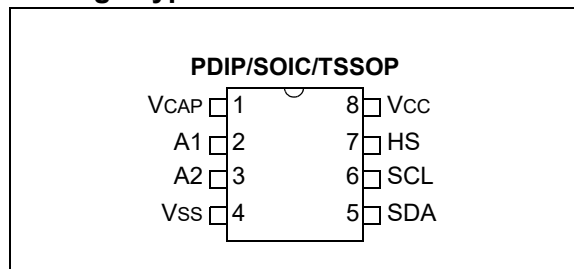 PDIP/SOIC/TSSOP
VCAP 1 8 VCC
A1 2 7 HS
A2 3 6 SCL
VSS 4 5 SDA